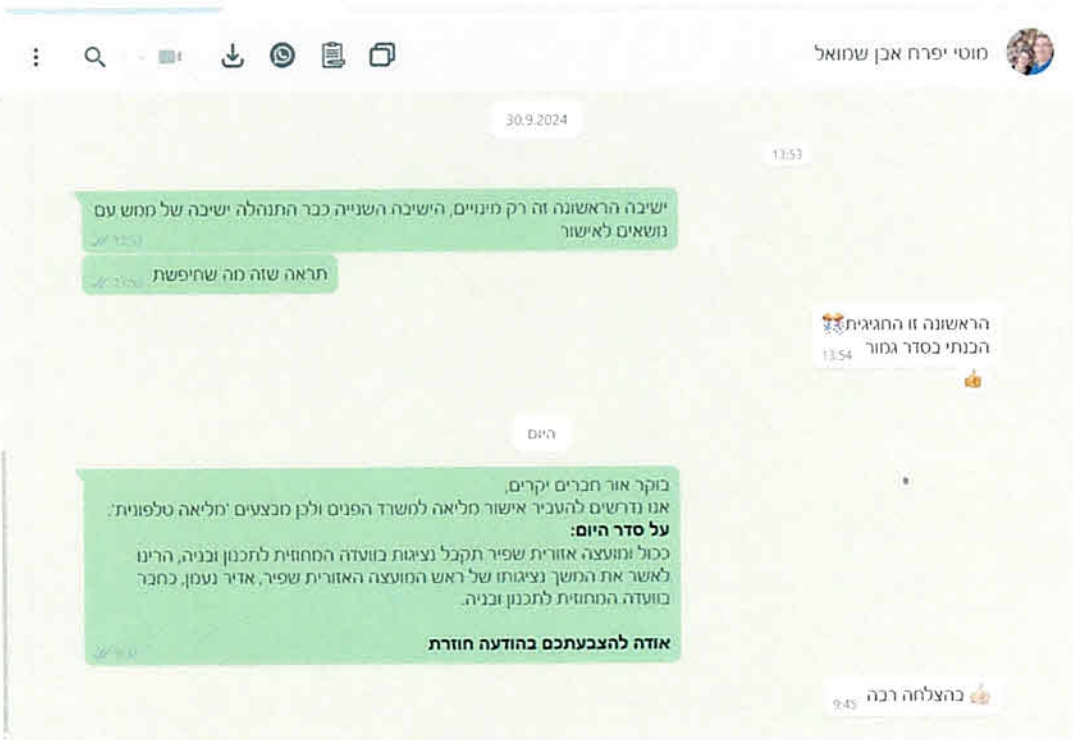 מוטי יפרח אבן שמואל
30.9.2024
13:53
ישיבה הראשונה זה רק מינויים, הישיבה השנייה כבר התנהלה ישיבה של ממש עם
נושאים לאישור
תראה שזה מה שחיפשת
הראשונה זו החגיגית
הבנתי בסדר גמור 13:54
היום
בוקר אור חברים יקרים,
אנו נדרשים להעביר אישור מליאה למשרד הפנים ולכן מבצעים 'מליאה טלפונית'.
על סדר היום:
ככול ומועצה אזורית שפיר תקבל נציגות בוועדה המחוזית לתכנון ובניה, הרינו
לאשר את המשך נציגותו של ראש המועצה האזורית שפיר, אדיר נעמן, כחבר
בוועדה המחוזית לתכנון ובניה.
אודה להצבעתכם בהודעה חוזרת
בהצלחה רבה 9:45